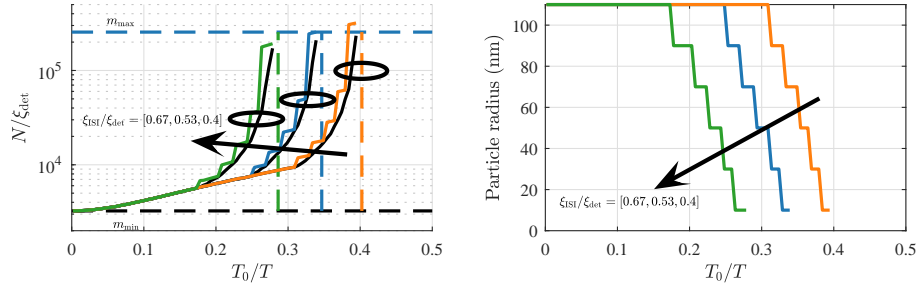 m_max
10^5
10^4
N/ξ_det
ξ_ISI/ξ_det = [0.67, 0.53, 0.4]
m_min
0 0.1 0.2 0.3 0.4 0.5
T_0/T
100
80
60
40
20
0
Particle radius (nm)
ξ_ISI/ξ_det = [0.67, 0.53, 0.4]
0 0.1 0.2 0.3 0.4 0.5
T_0/T